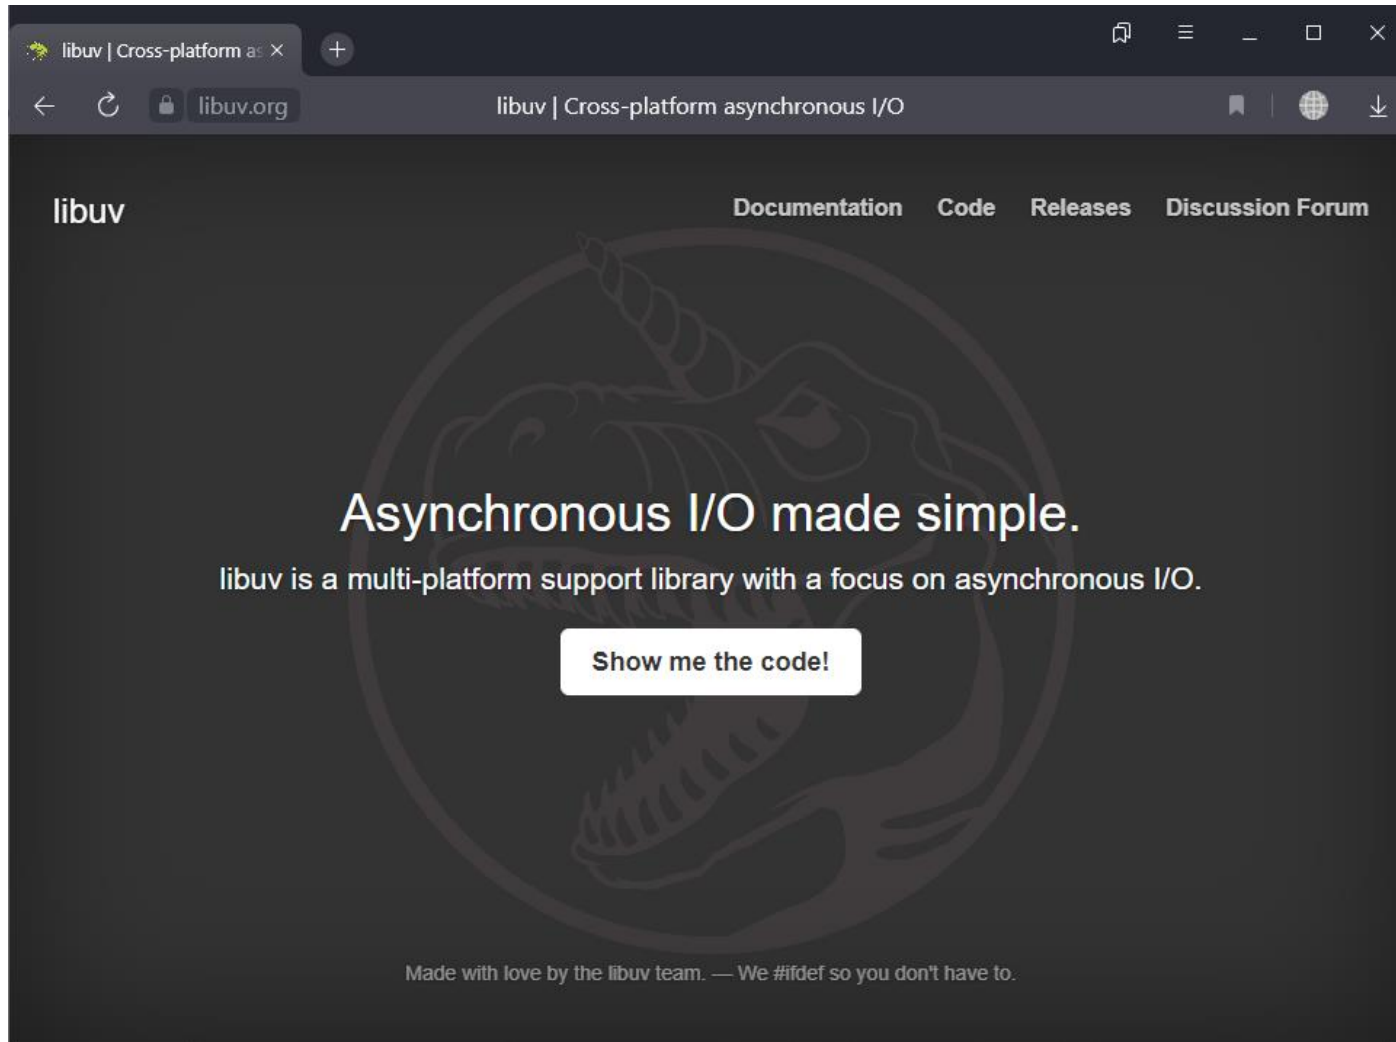 libuv | Cross-platform as
libuv.org
libuv | Cross-platform asynchronous I/O
libuv
Documentation Code Releases Discussion Forum
Asynchronous I/O made simple.
libuv is a multi-platform support library with a focus on asynchronous I/O.
Show me the code!
Made with love by the libuv team. — We #ifdef so you don't have to.